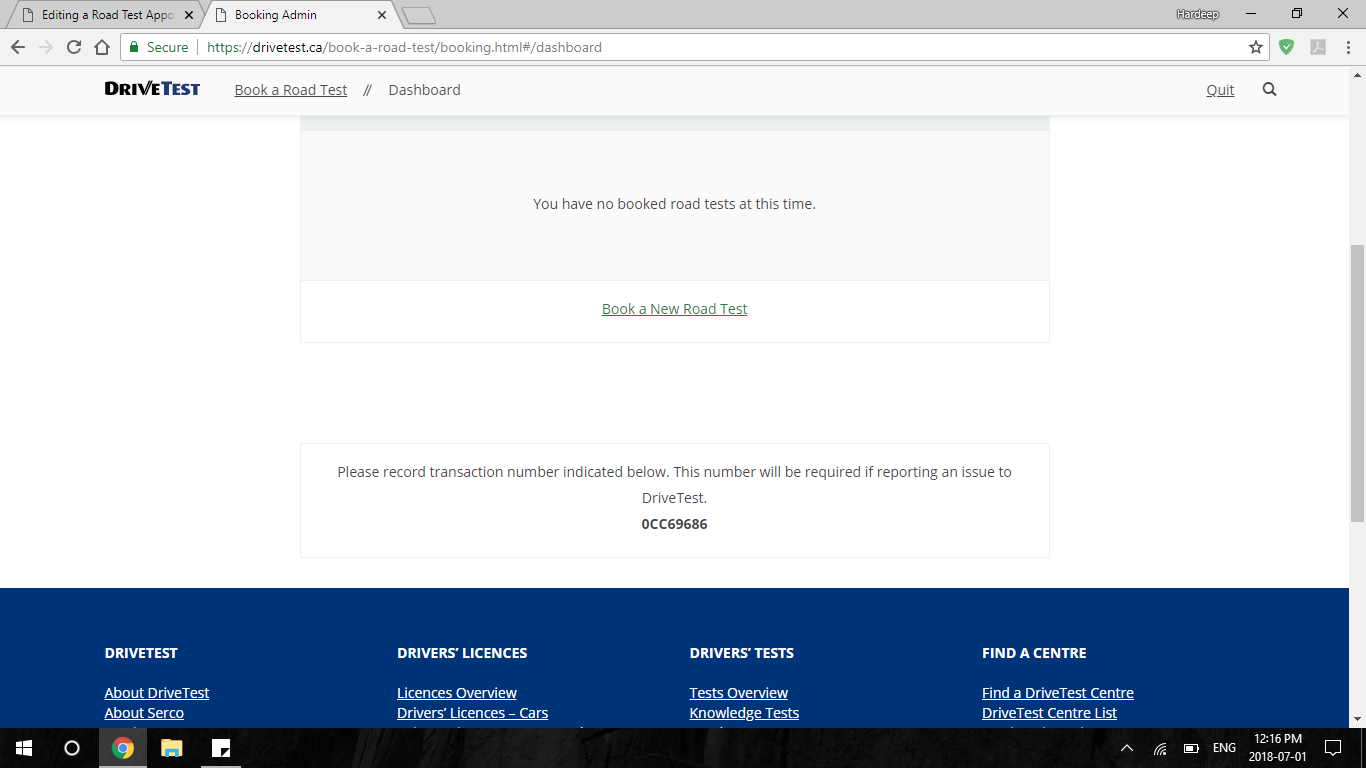 Editing a Road Test Appo
Booking Admin
Hardeep
Secure
https://drivetest.ca/book-a-road-test/booking.html#/dashboard
DRIVETEST
Book a Road Test // Dashboard
Quit
You have no booked road tests at this time.
Book a New Road Test
Please record transaction number indicated below. This number will be required if reporting an issue to
DriveTest.
0CC69686
DRIVETEST
About DriveTest
About Serco
DRIVERS’ LICENCES
Licences Overview
Drivers’ Licences – Cars
DRIVERS’ TESTS
Tests Overview
Knowledge Tests
FIND A CENTRE
Find a DriveTest Centre
DriveTest Centre List
ENG
12:16 PM
2018-07-01